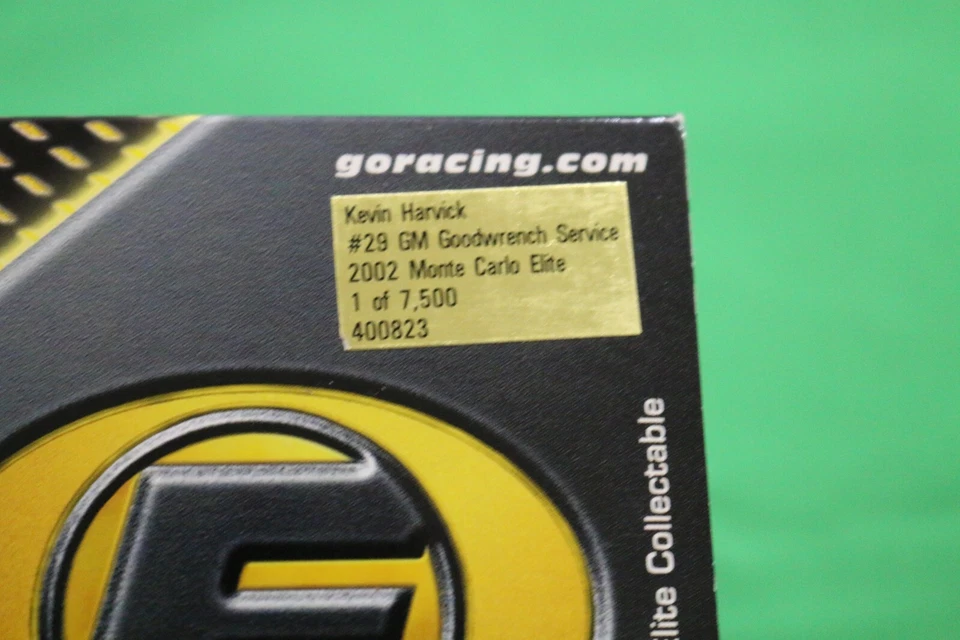 goracing.com
Kevin Harvick
#29 GM Goodwrench Service
2002 Monte Carlo Elite
1 of 7,500
400823
Elite Collectable
E